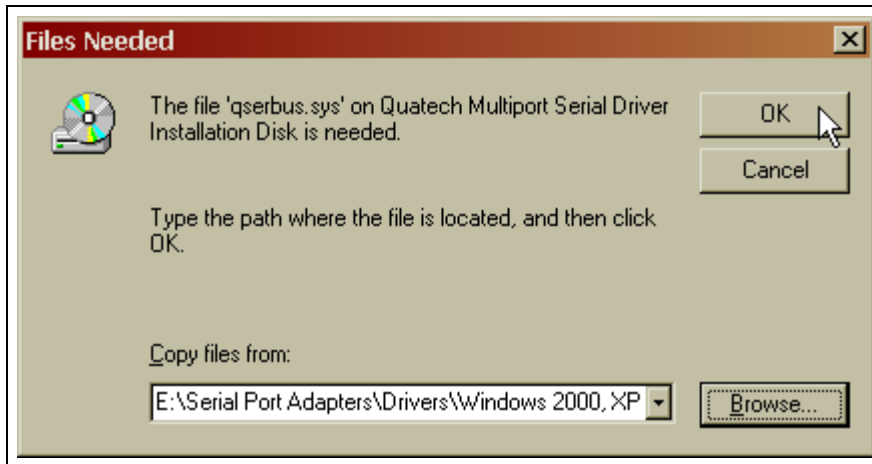 Files Needed
The file 'qserbus.sys' on Quatech Multiport Serial Driver
Installation Disk is needed.
OK
Cancel
Type the path where the file is located, and then click
OK.
Copy files from:
E:\Serial Port Adapters\Drivers\Windows 2000, XP
Browse...